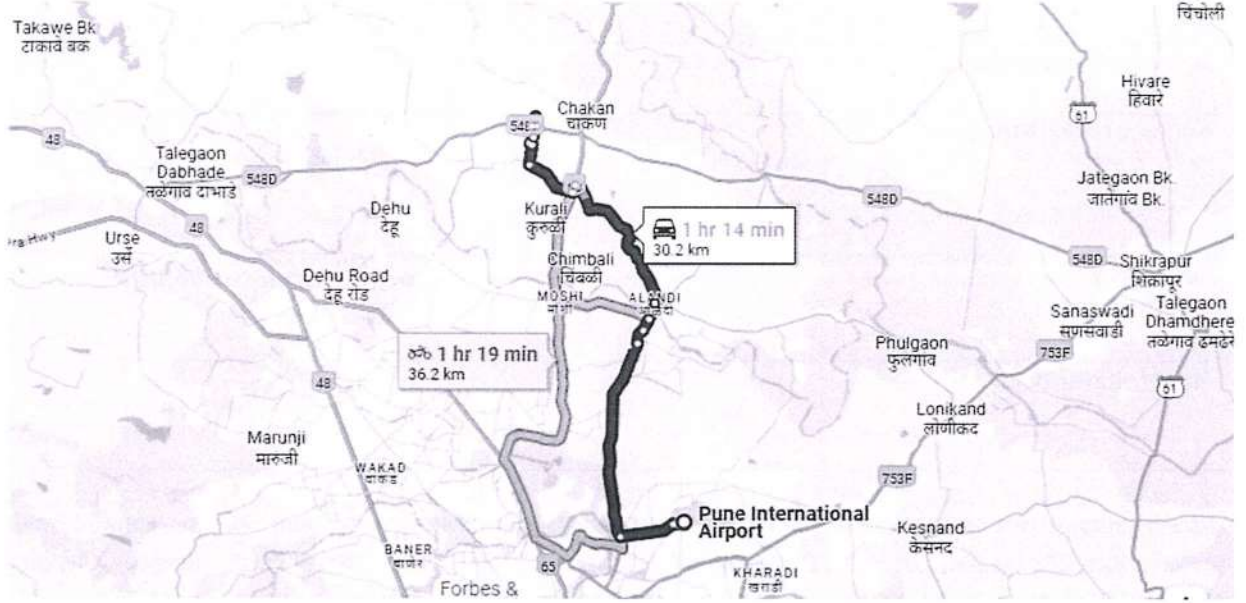 Takawe Bk
टाकावे बक
चिंचोली
Hivare
हिवारे
48
61
Chakan
चाकण
Talegaon
Dabhade
तळेगाव दाभाडे
548D
548D
Jategaon Bk.
जातेगाव Bk.
Dehu
देहू
Kurali
कुरुळी
1 hr 14 min
30.2 km
48
Urse
उर्से
Chimbali
चिंबळी
548D
Shikrapur
शिक्रापूर
Dehu Road
देहू रोड
MOSHI
ALANDI
Sanaswadi
सणसवाडी
Talegaon
Dhamdhere
तळेगाव ढमढेरे
Phulgaon
फुलगाव
753F
1 hr 19 min
36.2 km
48
61
Lonikand
लोणीकंद
Marunji
मारुंजी
WAKAD
वाकड
753F
Pune International
Airport
Kesnand
केसनंद
BANER
बाणेर
65
KHARADI
खराडी
Forbes &